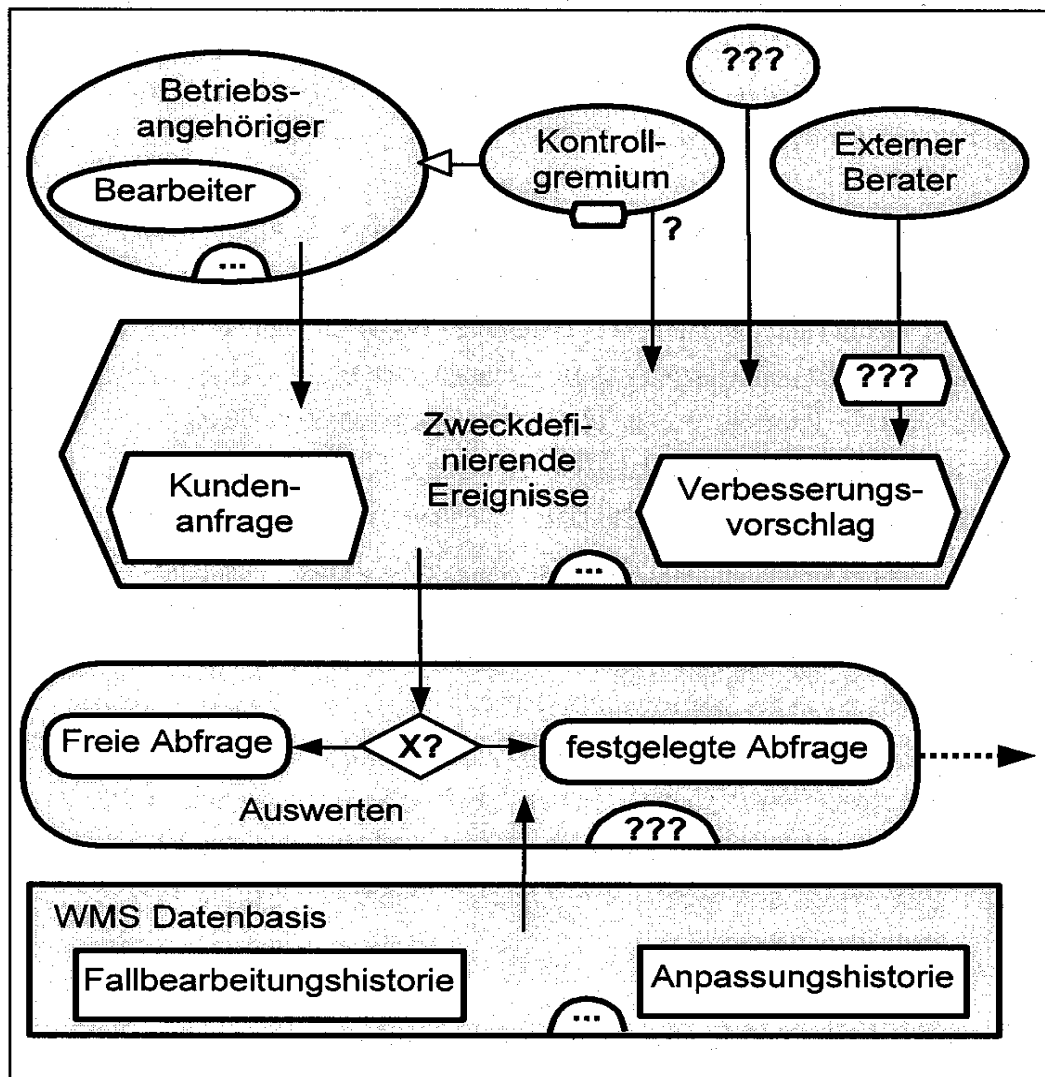 ???
Betriebs-
angehöriger
Bearbeiter
...
Kontroll-
gremium
?
Externer
Berater
???
Zweckdefi-
nierende
Ereignisse
Kunden-
anfrage
Verbesserungs-
vorschlag
...
Freie Abfrage
X?
festgelegte Abfrage
Auswerten
???
WMS Datenbasis
Fallbearbeitungshistorie
Anpassungshistorie
...